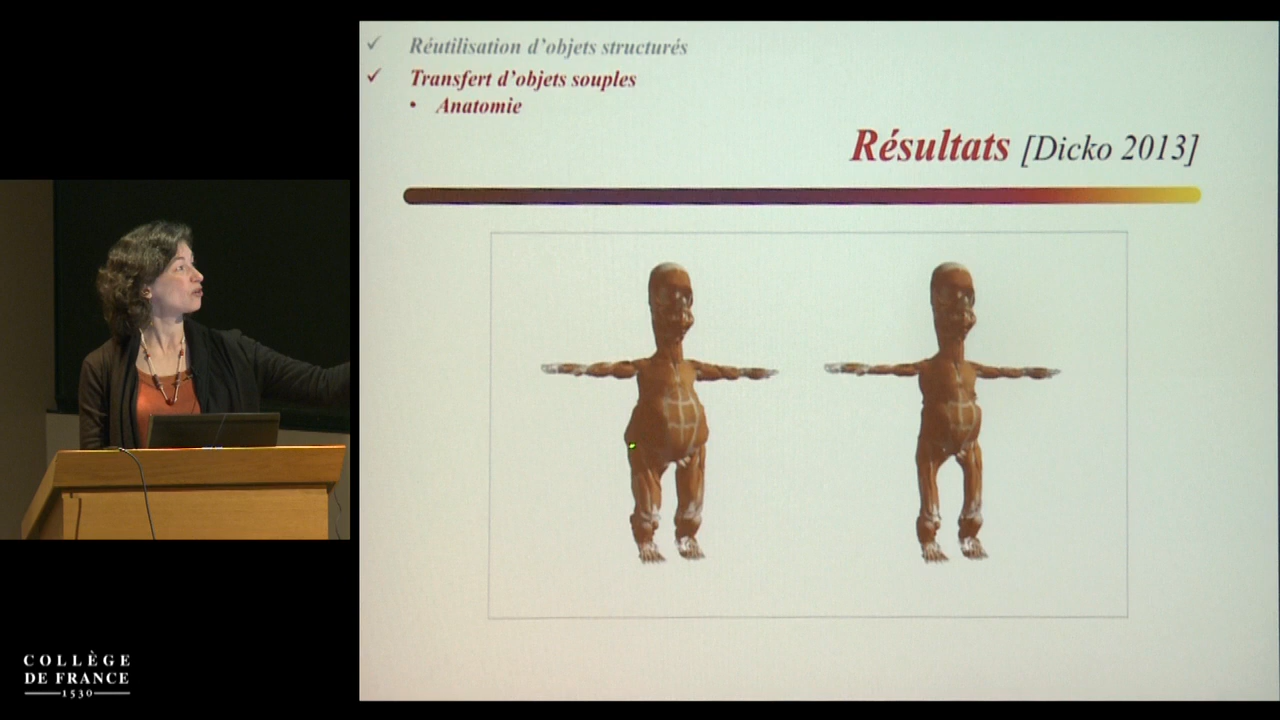 ✓ Réutilisation d'objets structurés
✓ Transfert d'objets souples
• Anatomie
Résultats [Dicko 2013]
COLLÈGE
DE FRANCE
1530